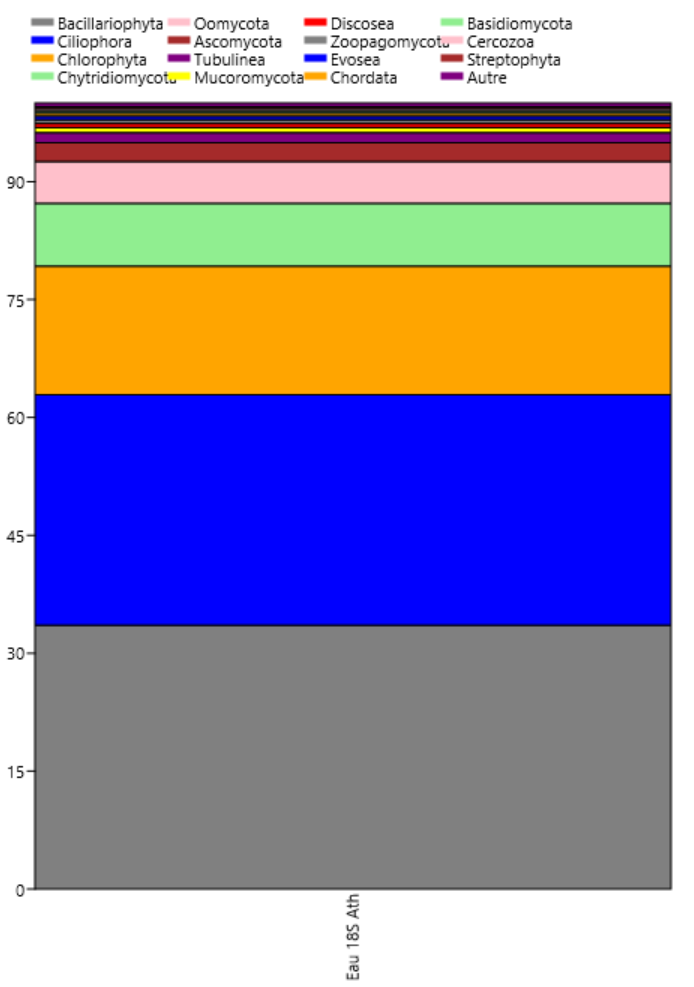 Bacillariophyta Oomycota Discosea Basidiomycota
Ciliophora Ascomycota Zoopagomycota Cercozoa
Chlorophyta Tubulinea Evosea Streptophyta
Chytridiomycota Mucoromycota Chordata Autre
90
75
60
45
30
15
0
Eau 18S Ath